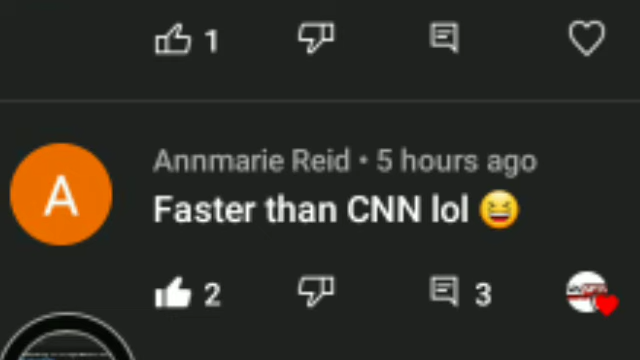 1
Annmarie Reid • 5 hours ago
A
Faster than CNN lol 😆
2 3